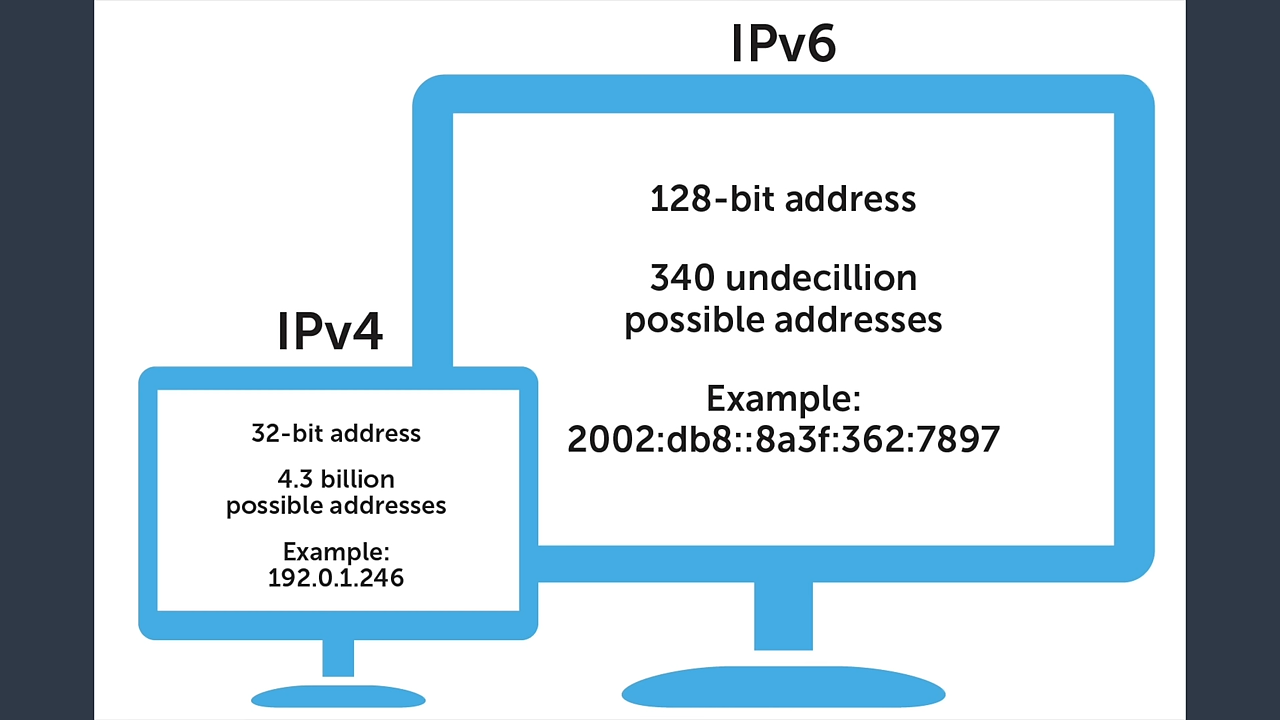 IPv6
128-bit address
340 undecillion
possible addresses
Example:
2002:db8::8a3f:362:7897
IPv4
32-bit address
4.3 billion
possible addresses
Example:
192.0.1.246